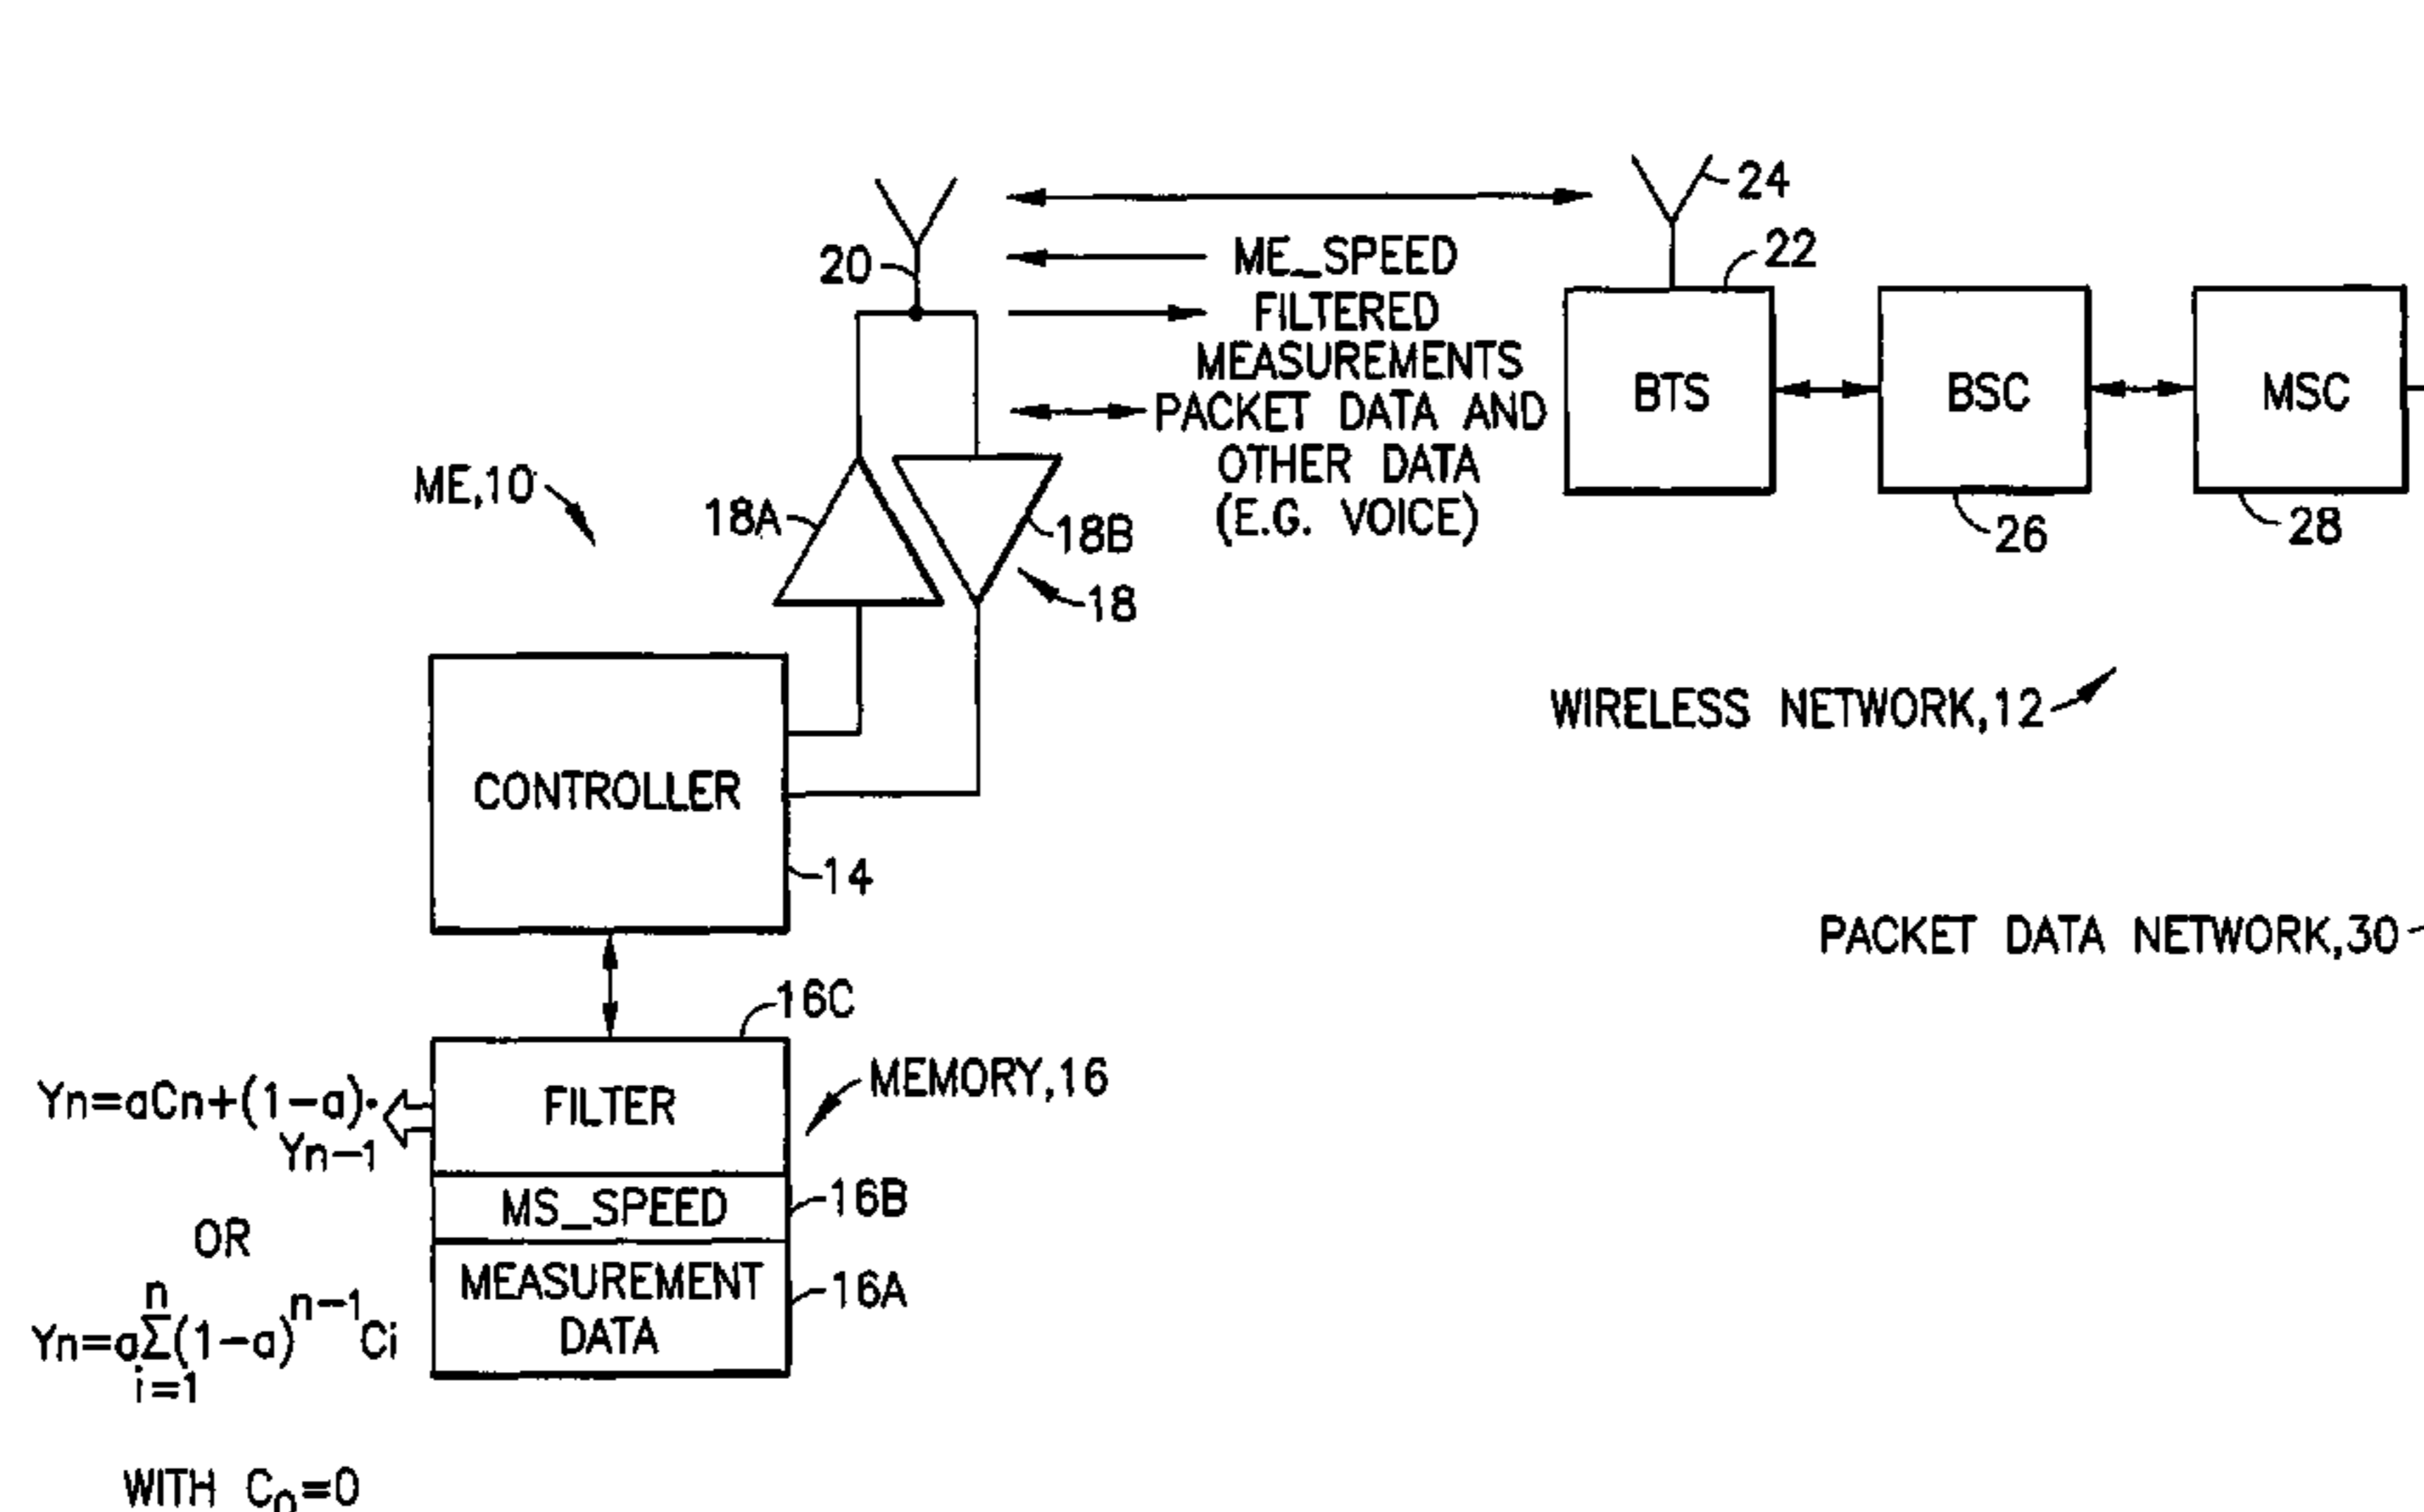 24
22
20
ME_SPEED
FILTERED
MEASUREMENTS
PACKET DATA AND
OTHER DATA
(E.G. VOICE)
BTS
BSC
MSC
26
28
ME,10
18A
18B
18
WIRELESS NETWORK,12
CONTROLLER
14
PACKET DATA NETWORK,30
16C
MEMORY,16
FILTER
Yn=aCn+(1-a)·
Yn-1
MS_SPEED
16B
OR
MEASUREMENT
DATA
16A
n
Yn=aΣ(1-a)^n-1 Ci
i=1
WITH C0=0